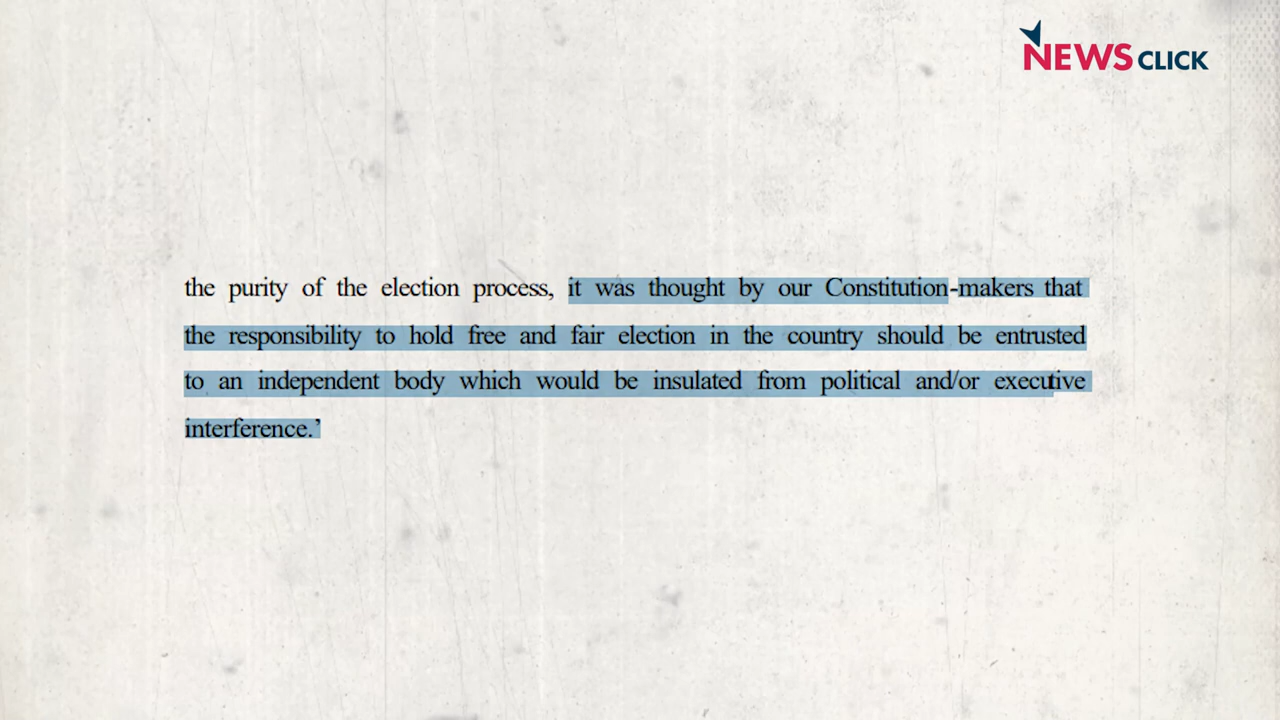 NEWS CLICK
the purity of the election process, it was thought by our Constitution-makers that
the responsibility to hold free and fair election in the country should be entrusted
to an independent body which would be insulated from political and/or executive
interference.’